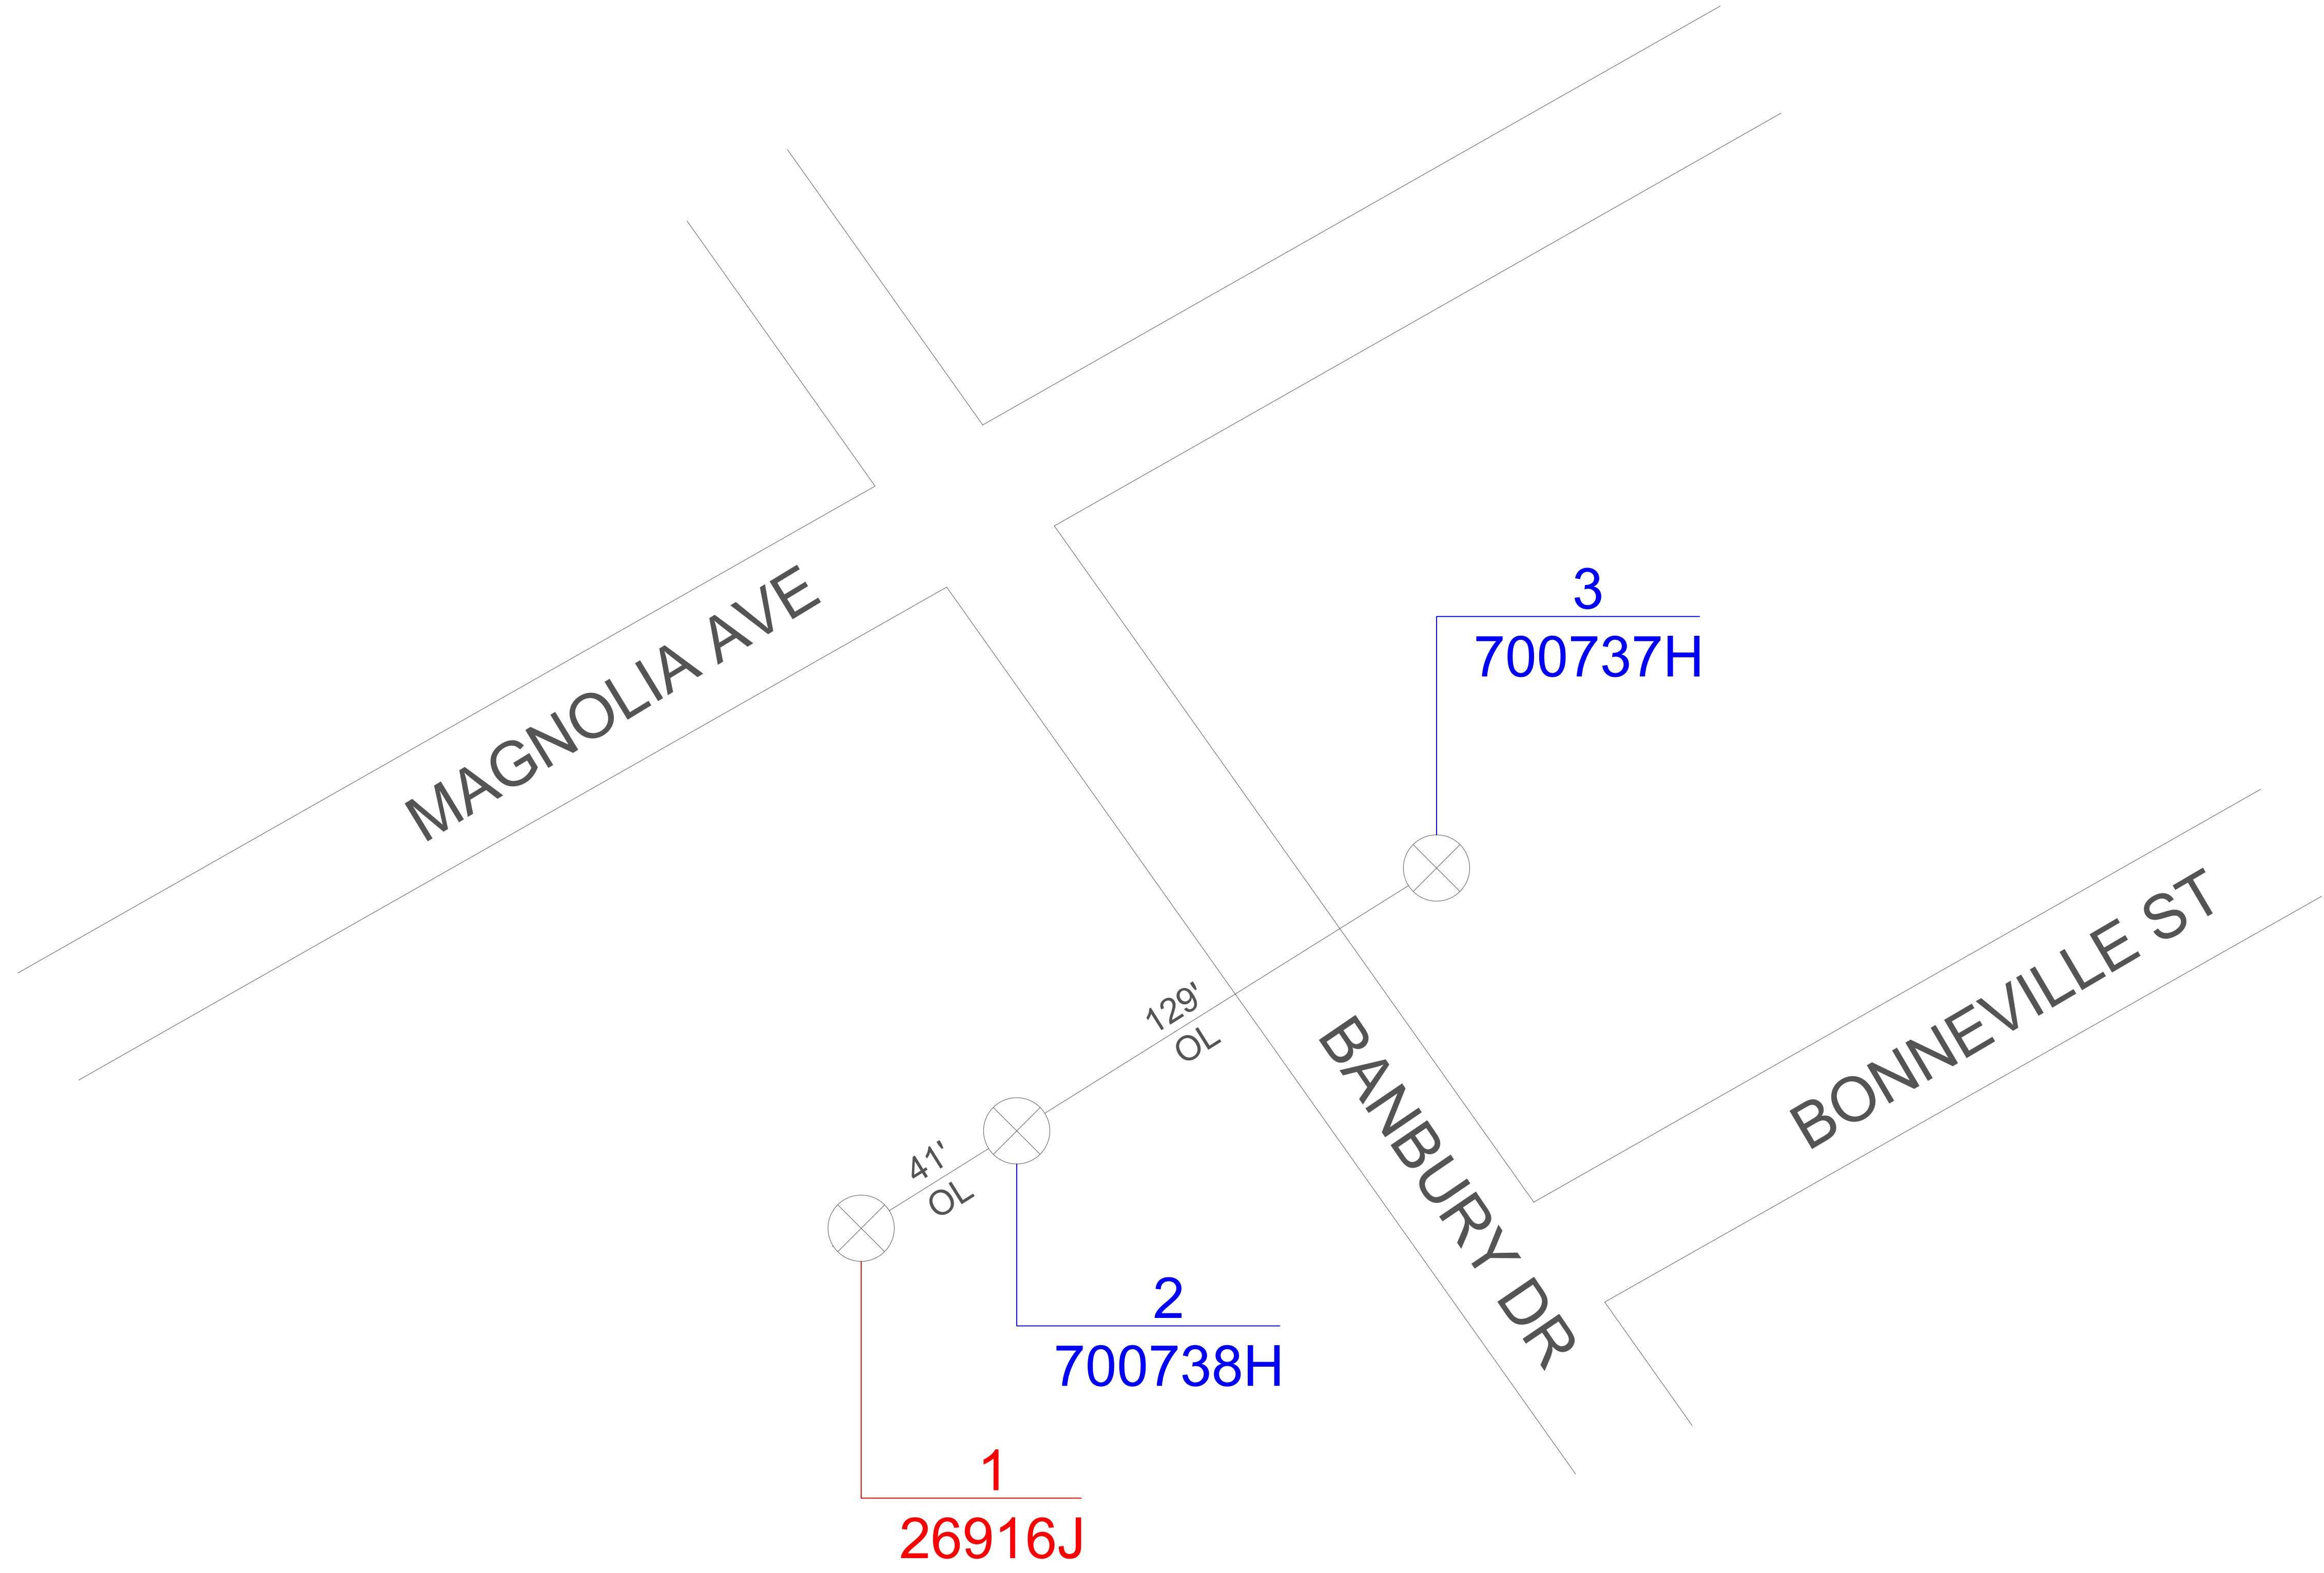 MAGNOLIA AVE
3
700737H
BONNEVILLE ST
129'
OL
BANBURY DR
41'
OL
2
700738H
1
26916J